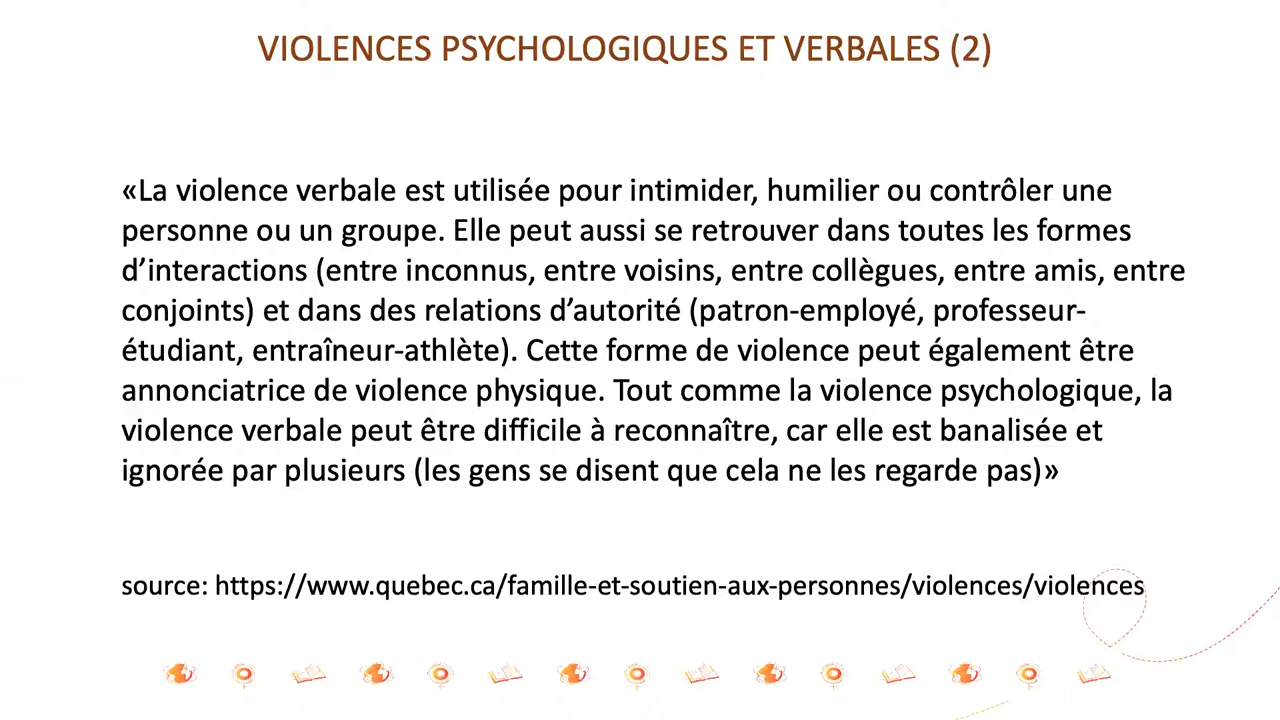 VIOLENCES PSYCHOLOGIQUES ET VERBALES (2)
«La violence verbale est utilisée pour intimider, humilier ou contrôler une
personne ou un groupe. Elle peut aussi se retrouver dans toutes les formes
d’interactions (entre inconnus, entre voisins, entre collègues, entre amis, entre
conjoints) et dans des relations d’autorité (patron-employé, professeur-
étudiant, entraîneur-athlète). Cette forme de violence peut également être
annonciatrice de violence physique. Tout comme la violence psychologique, la
violence verbale peut être difficile à reconnaître, car elle est banalisée et
ignorée par plusieurs (les gens se disent que cela ne les regarde pas)»
source: https://www.quebec.ca/famille-et-soutien-aux-personnes/violences/violences